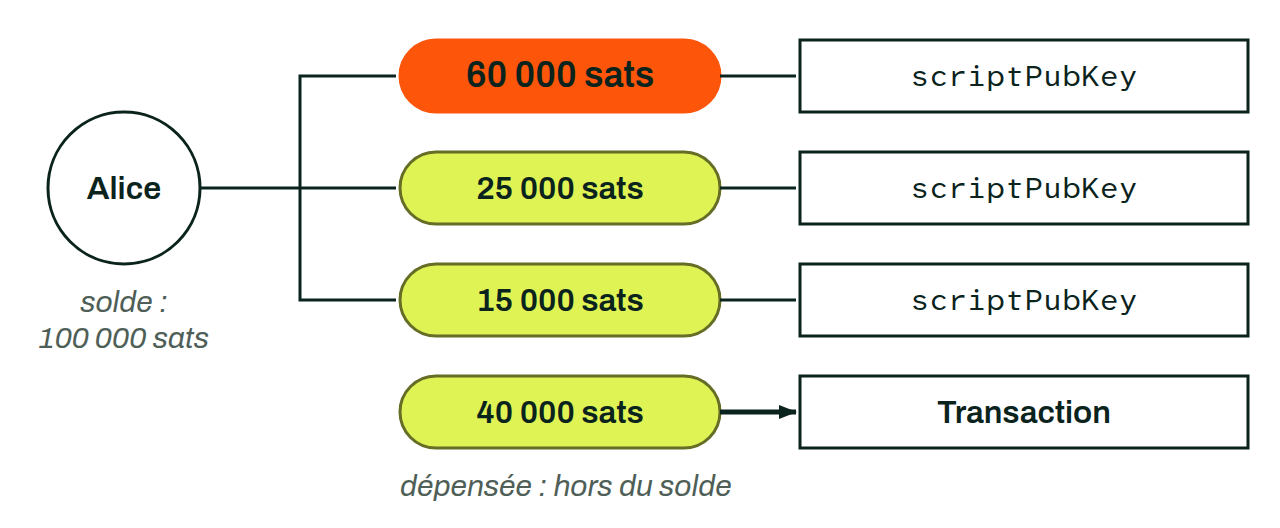 60 000 sats
scriptPubKey
Alice
25 000 sats
scriptPubKey
solde :
100 000 sats
15 000 sats
scriptPubKey
40 000 sats
Transaction
dépensée : hors du solde